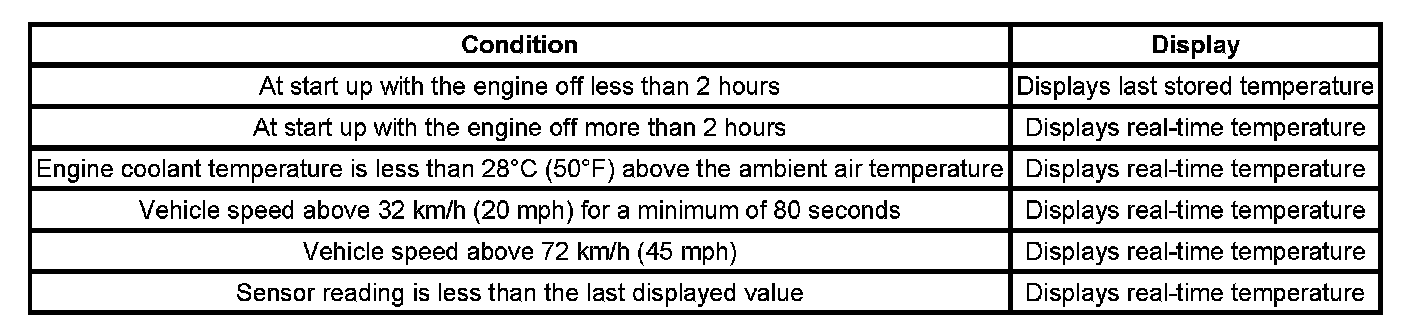 Condition Display
At start up with the engine off less than 2 hours Displays last stored temperature
At start up with the engine off more than 2 hours Displays real-time temperature
Engine coolant temperature is less than 28°C (50°F) above the ambient air temperature Displays real-time temperature
Vehicle speed above 32 km/h (20 mph) for a minimum of 80 seconds Displays real-time temperature
Vehicle speed above 72 km/h (45 mph) Displays real-time temperature
Sensor reading is less than the last displayed value Displays real-time temperature